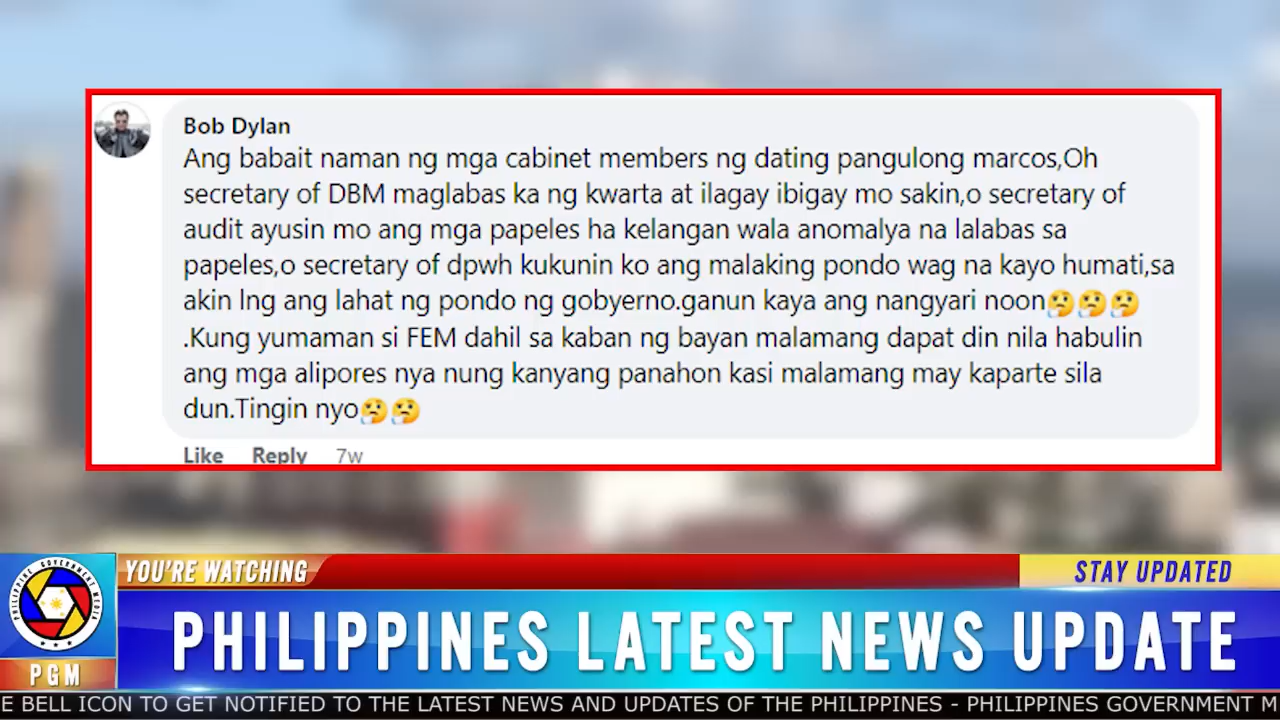 Bob Dylan
Ang babait naman ng mga cabinet members ng dating pangulong marcos,Oh
secretary of DBM maglabas ka ng kwarta at ilagay ibigay mo sakin,o secretary of
audit ayusin mo ang mga papeles ha kelangan wala anomalya na lalabas sa
papeles,o secretary of dpwh kukunin ko ang malaking pondo wag na kayo humati,sa
akin lng ang lahat ng pondo ng gobyerno.ganun kaya ang nangyari noon🤔🤔🤔
.Kung yumaman si FEM dahil sa kaban ng bayan malamang dapat din nila habulin
ang mga alipores nya nung kanyang panahon kasi malamang may kaparte sila
dun.Tingin nyo🤔🤔
Like Reply 7w
YOU'RE WATCHING
STAY UPDATED
PHILIPPINE GOVERNMENT MEDIA
PGM
PHILIPPINES LATEST NEWS UPDATE
E BELL ICON TO GET NOTIFIED TO THE LATEST NEWS AND UPDATES OF THE PHILIPPINES - PHILIPPINES GOVERNMENT M